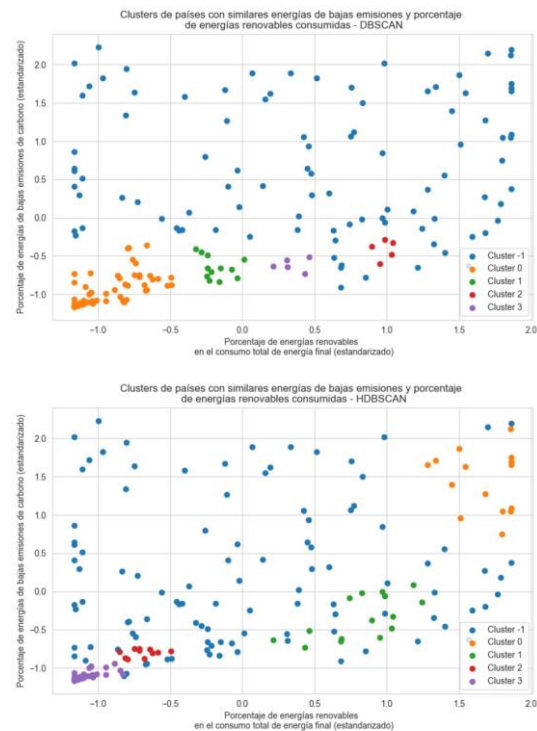 Clusters de países con similares energías de bajas emisiones y porcentaje
de energías renovables consumidas - DBSCAN
Porcentaje de energías de bajas emisiones de carbono (estandarizado)
2.0
1.5
1.0
0.5
0.0
−0.5
−1.0
Cluster -1
Cluster 0
Cluster 1
Cluster 2
Cluster 3
−1.0 −0.5 0.0 0.5 1.0 1.5 2.0
Porcentaje de energías renovables
en el consumo total de energía final (estandarizado)
Clusters de países con similares energías de bajas emisiones y porcentaje
de energías renovables consumidas - HDBSCAN
Porcentaje de energías de bajas emisiones de carbono (estandarizado)
2.0
1.5
1.0
0.5
0.0
−0.5
−1.0
Cluster -1
Cluster 0
Cluster 1
Cluster 2
Cluster 3
−1.0 −0.5 0.0 0.5 1.0 1.5 2.0
Porcentaje de energías renovables
en el consumo total de energía final (estandarizado)